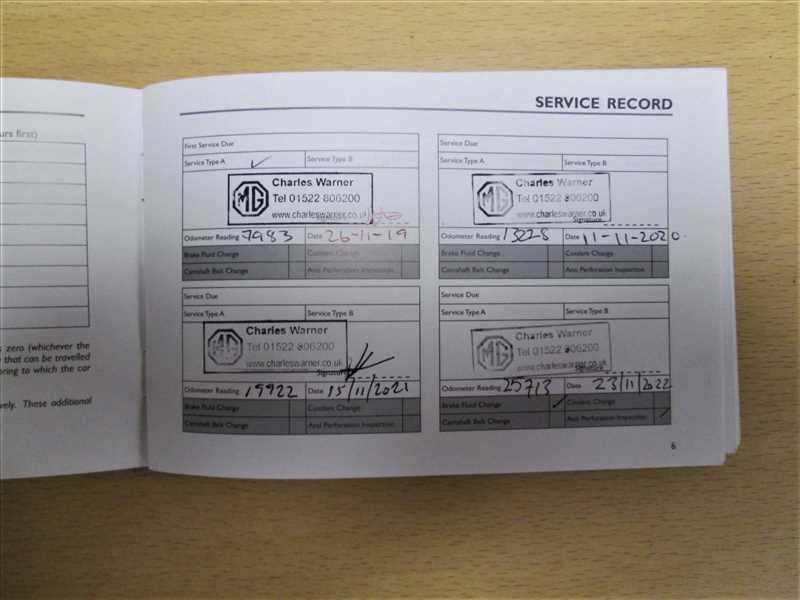 urs first)
s zero (whichever the
that can be travelled
oring to which the car
vely. These additional
SERVICE RECORD
First Service Due
Service Type A ✓ Service Type B
MG
Charles Warner
Tel 01522 806200
www.charleswarner.co.uk
Signature
Odometer Reading 7983 Date 26-11-19
Brake Fluid Change Coolant Change
Camshaft Belt Change Anti Perforation Inspection
Service Due
Service Type A Service Type B
MG
Charles Warner
Tel 01522 806200
www.charleswarner.co.uk
Signature
Odometer Reading 13228 Date 11-11-2020.
Brake Fluid Change Coolant Change
Camshaft Belt Change Anti Perforation Inspection
Service Due
Service Type A Service Type B
MG
Charles Warner
Tel 01522 806200
www.charleswarner.co.uk
Signature
Odometer Reading 19922 Date 15/11/2021
Brake Fluid Change Coolant Change
Camshaft Belt Change Anti Perforation Inspection
Service Due
Service Type A Service Type B
MG
Charles Warner
Tel 01522 806200
www.charleswarner.co.uk
Signature
Odometer Reading 25713 Date 23/11/2022
Brake Fluid Change ✓ Coolant Change
Camshaft Belt Change Anti Perforation Inspection ✓
6